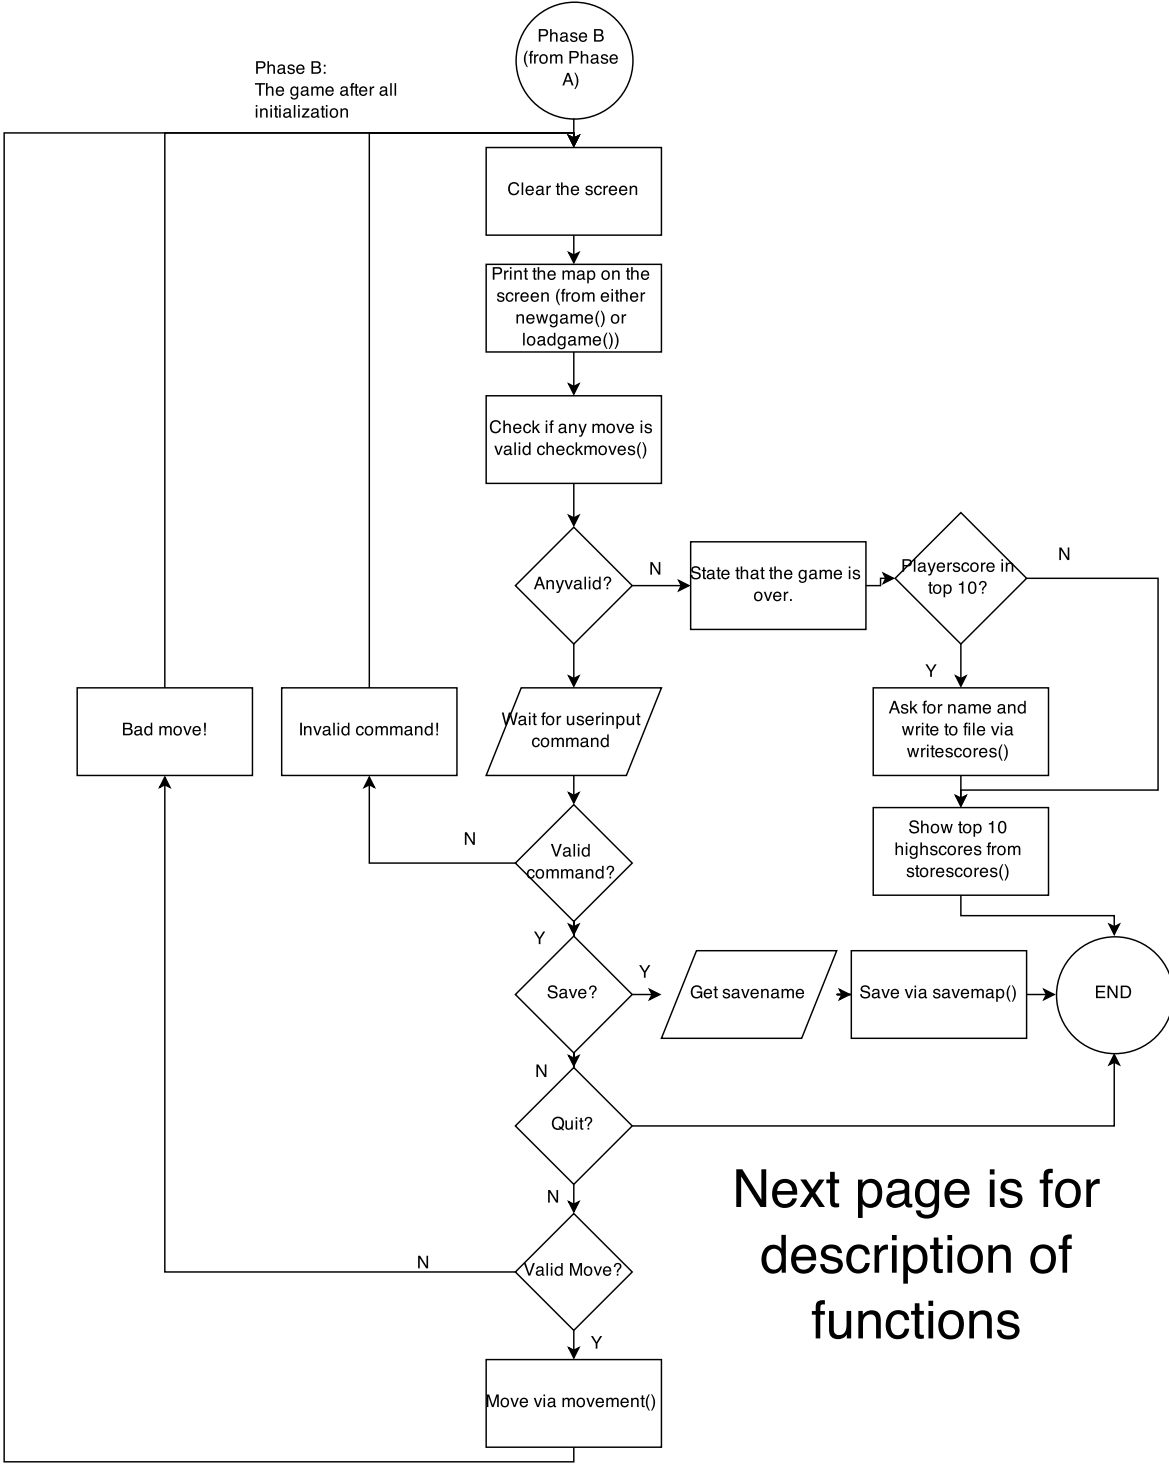 Phase B
(from Phase
A)
Phase B:
The game after all
initialization
Clear the screen
Print the map on the
screen (from either
newgame() or
loadgame())
Check if any move is
valid checkmoves()
Anyvalid?
N
State that the game is
over.
Playerscore in
top 10?
N
Y
Ask for name and
write to file via
writescores()
Show top 10
highscores from
storescores()
Bad move!
Invalid command!
Wait for userinput
command
N
Valid
command?
Y
Save?
Y
Get savename
Save via savemap()
END
N
Quit?
N
Valid Move?
N
Y
Move via movement()
Next page is for
description of
functions